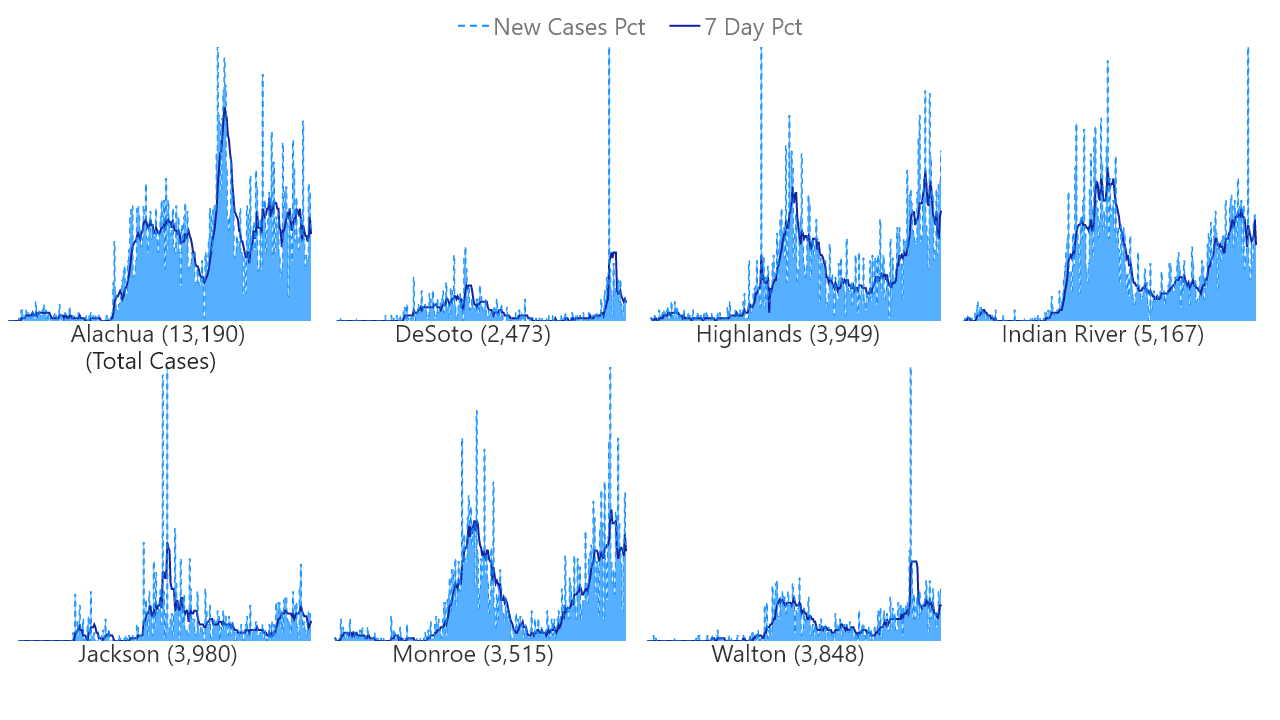 New Cases Pct 7 Day Pct
Alachua (13,190)
(Total Cases)
DeSoto (2,473)
Highlands (3,949)
Indian River (5,167)
Jackson (3,980)
Monroe (3,515)
Walton (3,848)